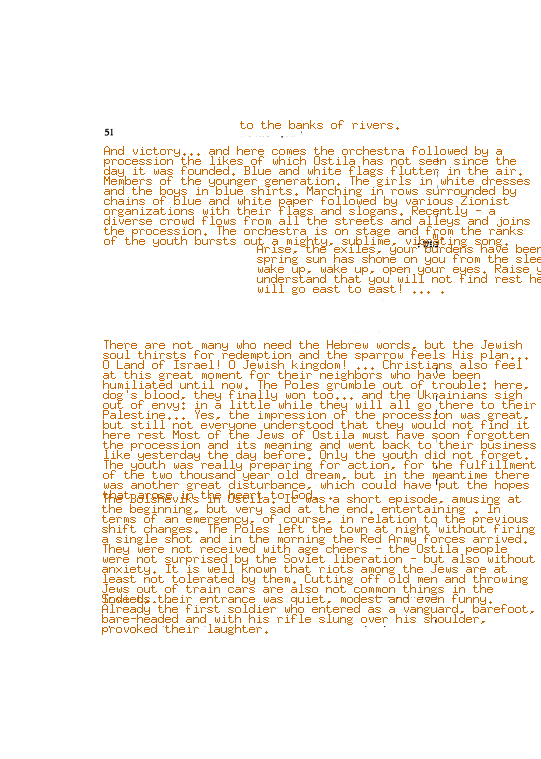 to the banks of rivers.
51
And victory... and here comes the orchestra followed by a
procession the likes of which Ostila has not seen since the
day it was founded. Blue and white flags flutter in the air.
Members of the younger generation. The girls in white dresses
and the boys in blue shirts. Marching in rows surrounded by
chains of blue and white paper followed by various Zionist
organizations with their flags and slogans. Recently - a
diverse crowd flows from all the streets and alleys and joins
the procession. The orchestra is on stage and from the ranks
of the youth bursts out a mighty, sublime, vibrating song.
Arise, the exiles, your burdens have been
spring sun has shone on you from the slee
wake up, wake up, open your eyes. Raise y
understand that you will not find rest he
will go east to east! ... .
There are not many who need the Hebrew words, but the Jewish
soul thirsts for redemption and the sparrow feels His plan...
O Land of Israel! O Jewish kingdom! ... Christians also feel
at this great moment for their neighbors who have been
humiliated until now. The Poles grumble out of trouble: here,
dog's blood, they finally won too... and the Ukrainians sigh
out of envy: in a little while they will all go there to their
Palestine... Yes, the impression of the procession was great,
but still not everyone understood that they would not find it
here rest Most of the Jews of Ostila must have soon forgotten
the procession and its meaning and went back to their business
like yesterday the day before. Only the youth did not forget.
The youth was really preparing for action, for the fulfillment
of the two thousand year old dream, but in the meantime there
was another great disturbance, which could have put the hopes
that arose in the heart to God...
The Bolsheviks in Ostila. It was a short episode, amusing at
the beginning, but very sad at the end. entertaining . In
terms of an emergency, of course, in relation to the previous
shift changes. The Poles left the town at night without firing
a single shot and in the morning the Red Army forces arrived.
They were not received with age cheers - the Ostila people
were not surprised by the Soviet liberation - but also without
anxiety. It is well known that riots among the Jews are at
least not tolerated by them. Cutting off old men and throwing
Jews out of train cars are also not common things in the
Soviets.
Indeed, their entrance was quiet, modest and even funny.
Already the first soldier who entered as a vanguard, barefoot,
bare-headed and with his rifle slung over his shoulder,
provoked their laughter.